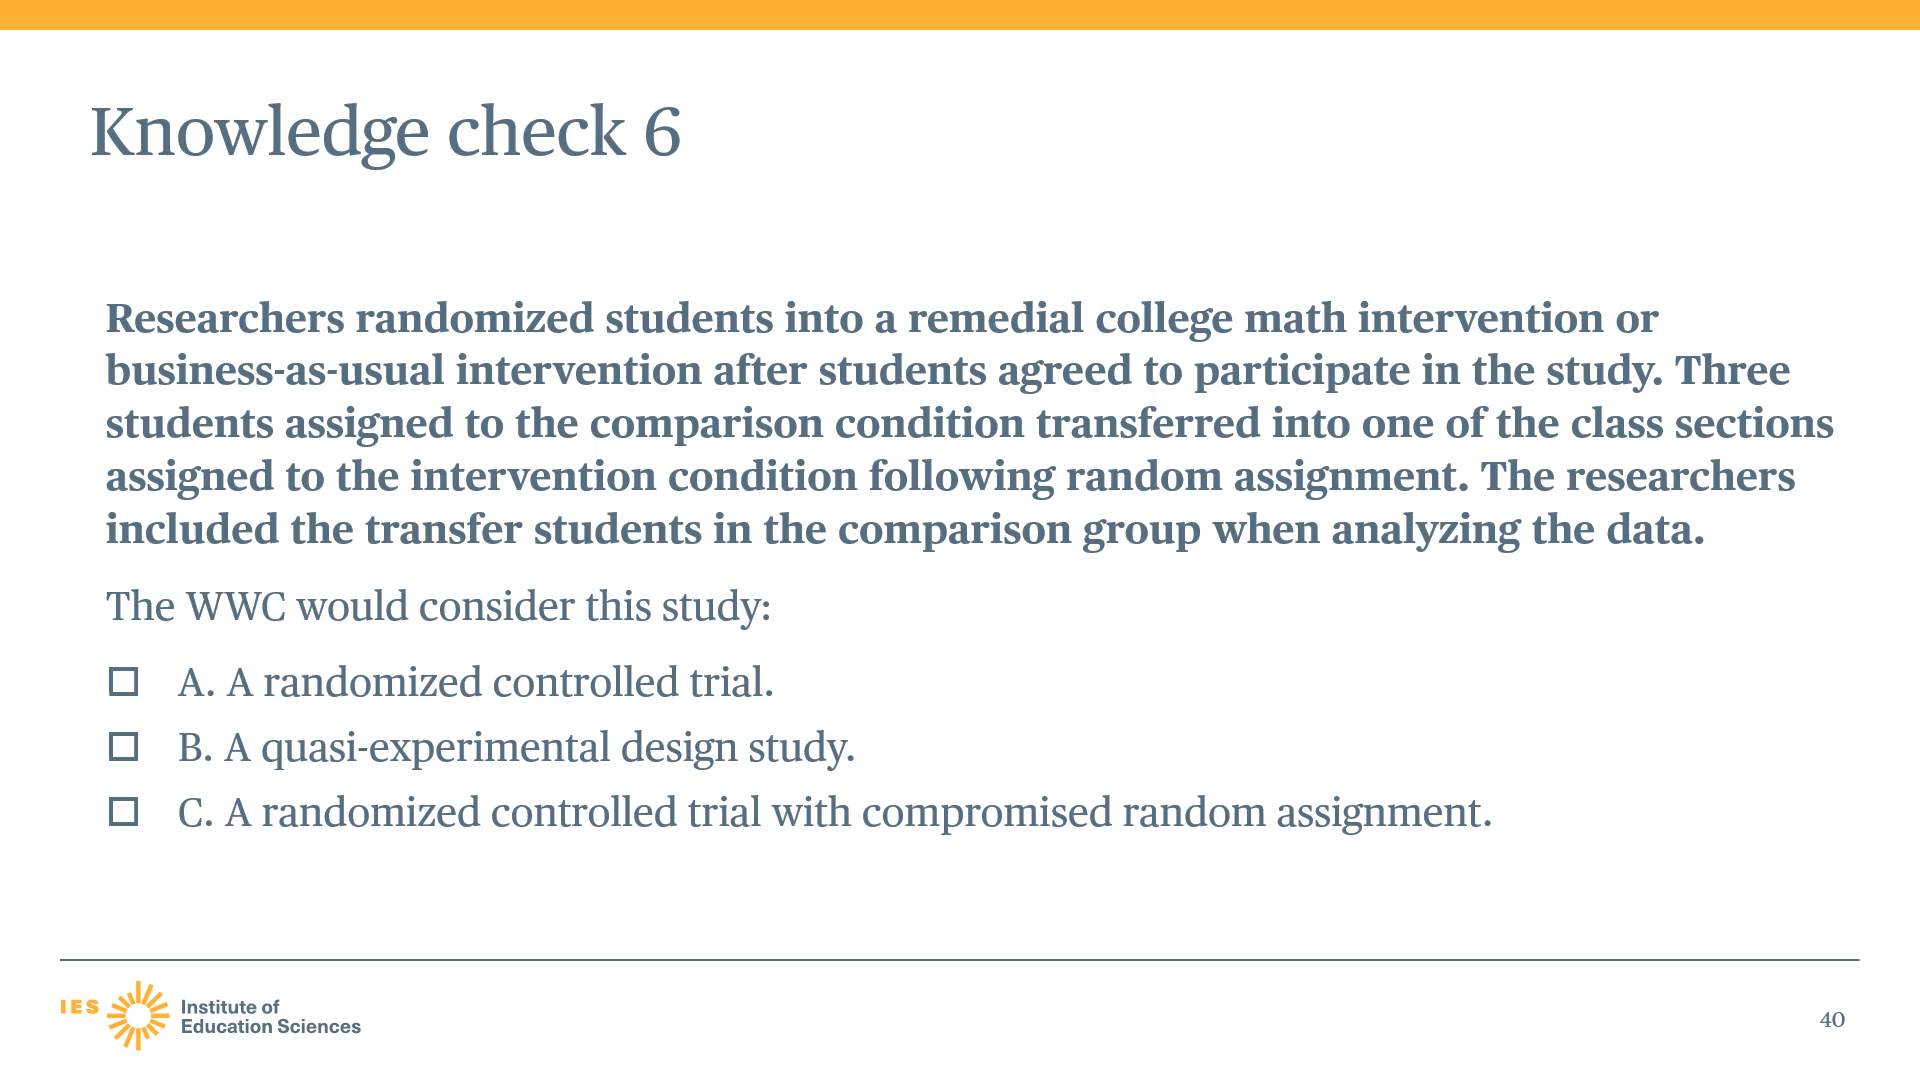 Knowledge check 6
Researchers randomized students into a remedial college math intervention or
business-as-usual intervention after students agreed to participate in the study. Three
students assigned to the comparison condition transferred into one of the class sections
assigned to the intervention condition following random assignment. The researchers
included the transfer students in the comparison group when analyzing the data.
The WWC would consider this study:
A. A randomized controlled trial.
B. A quasi-experimental design study.
C. A randomized controlled trial with compromised random assignment.
IES
Institute of
Education Sciences
40